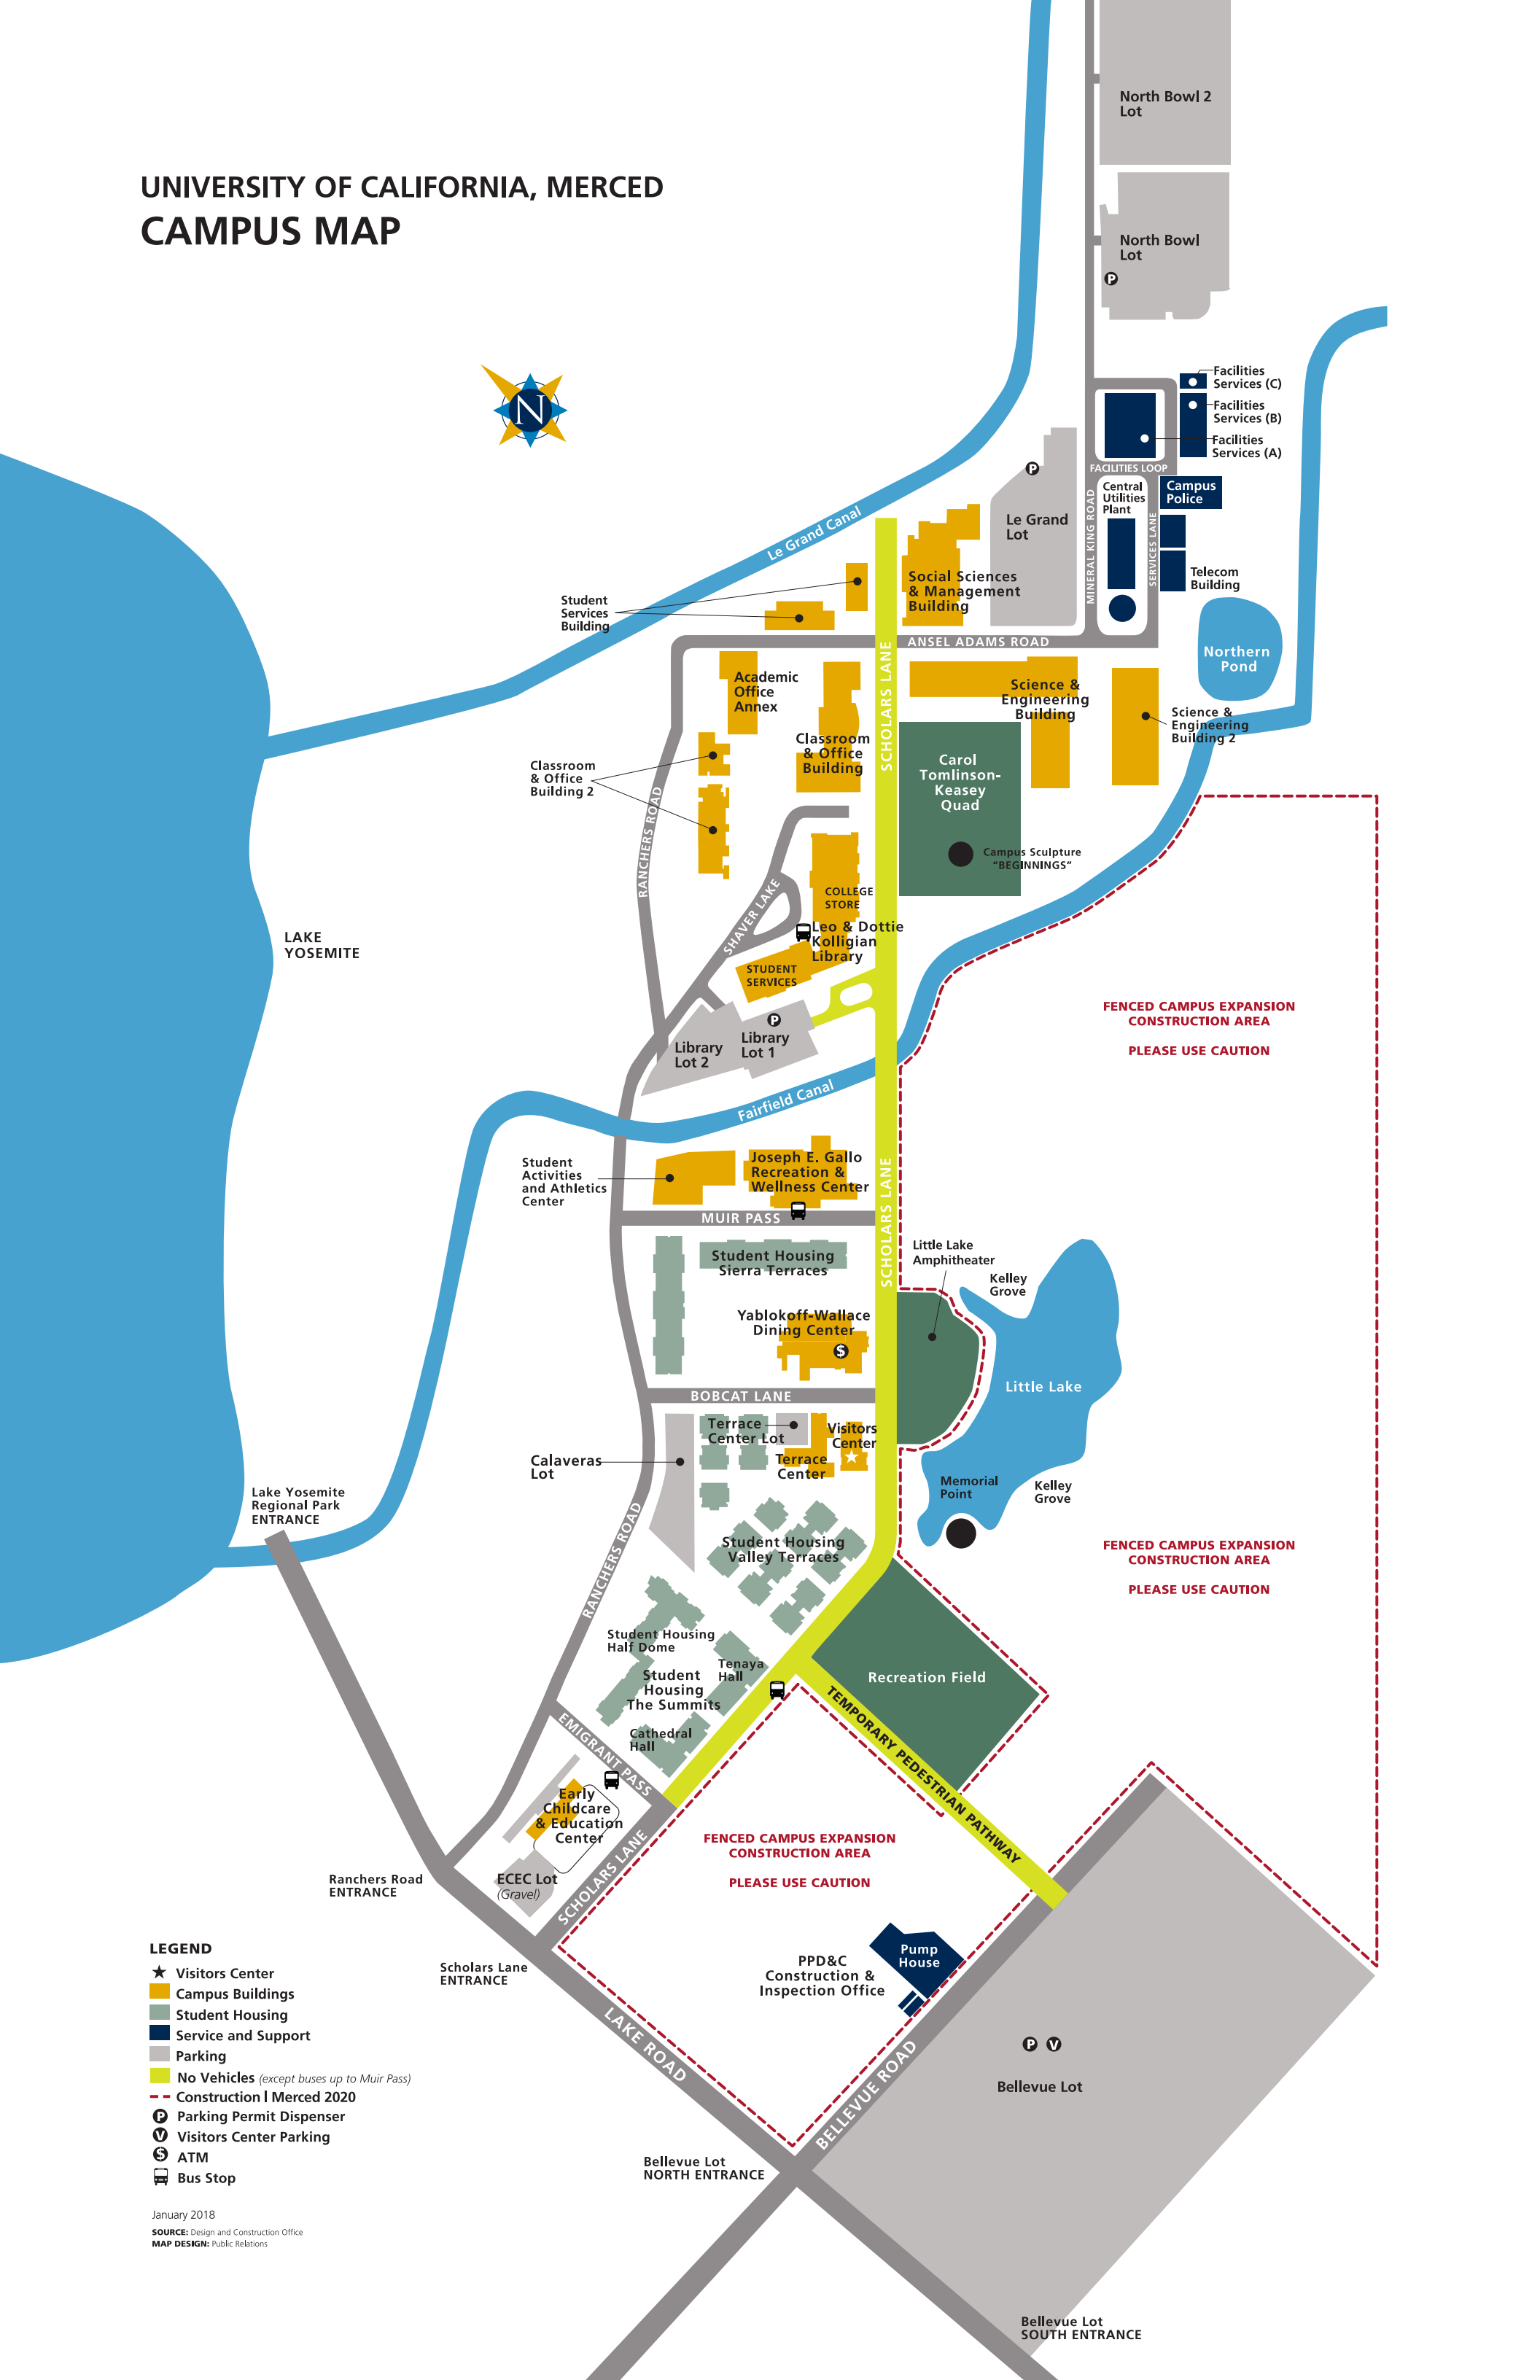 UNIVERSITY OF CALIFORNIA, MERCED
CAMPUS MAP
N
North Bowl 2
Lot
North Bowl
Lot
P
Facilities
Services (C)
Facilities
Services (B)
Facilities
Services (A)
FACILITIES LOOP
P
Central
Utilities
Plant
Campus
Police
MINERAL KING ROAD
SERVICES LANE
Telecom
Building
Le Grand
Lot
Le Grand Canal
Social Sciences
& Management
Building
Student
Services
Building
ANSEL ADAMS ROAD
Northern
Pond
SCHOLARS LANE
Academic
Office
Annex
Science &
Engineering
Building
Science &
Engineering
Building 2
Classroom
& Office
Building
Classroom
& Office
Building 2
Carol
Tomlinson-
Keasey
Quad
Campus Sculpture
“BEGINNINGS”
RANCHERS ROAD
SHAVER LAKE
COLLEGE
STORE
Leo & Dottie
Kolligian
Library
STUDENT
SERVICES
LAKE
YOSEMITE
P
Library
Lot 1
Library
Lot 2
FENCED CAMPUS EXPANSION
CONSTRUCTION AREA
PLEASE USE CAUTION
Fairfield Canal
Student
Activities
and Athletics
Center
Joseph E. Gallo
Recreation &
Wellness Center
MUIR PASS
SCHOLARS LANE
Student Housing
Sierra Terraces
Little Lake
Amphitheater
Kelley
Grove
Yablokoff-Wallace
Dining Center
$
Little Lake
BOBCAT LANE
Terrace
Center Lot
Visitors
Center
Terrace
Center
Calaveras
Lot
Memorial
Point
Kelley
Grove
Lake Yosemite
Regional Park
ENTRANCE
RANCHERS ROAD
Student Housing
Valley Terraces
FENCED CAMPUS EXPANSION
CONSTRUCTION AREA
PLEASE USE CAUTION
Student Housing
Half Dome
Tenaya
Hall
Student
Housing
The Summits
Cathedral
Hall
Recreation Field
TEMPORARY PEDESTRIAN PATHWAY
EMIGRANT PASS
Early
Childcare
& Education
Center
FENCED CAMPUS EXPANSION
CONSTRUCTION AREA
PLEASE USE CAUTION
ECEC Lot
(Gravel)
SCHOLARS LANE
Ranchers Road
ENTRANCE
Scholars Lane
ENTRANCE
Pump
House
PPD&C
Construction &
Inspection Office
LAKE ROAD
BELLEVUE ROAD
P V
Bellevue Lot
Bellevue Lot
NORTH ENTRANCE
Bellevue Lot
SOUTH ENTRANCE
LEGEND
Visitors Center
Campus Buildings
Student Housing
Service and Support
Parking
No Vehicles (except buses up to Muir Pass)
Construction | Merced 2020
P Parking Permit Dispenser
V Visitors Center Parking
$ ATM
Bus Stop
January 2018
SOURCE: Design and Construction Office
MAP DESIGN: Public Relations